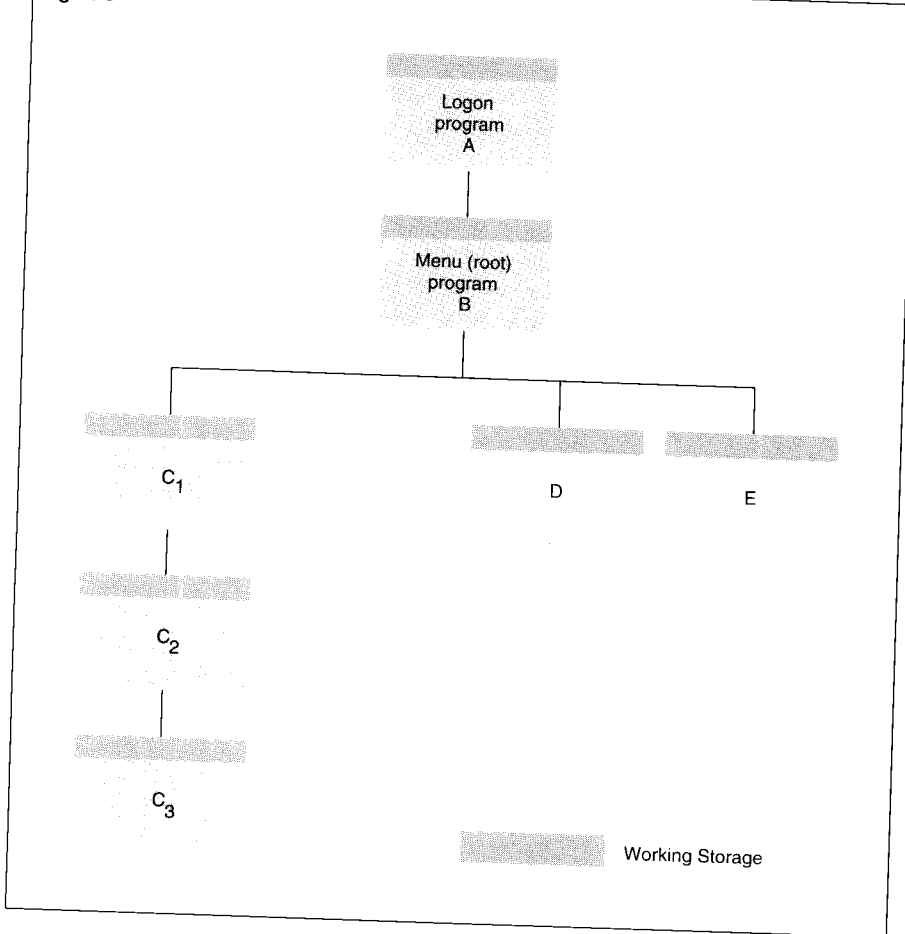 Logon
program
A
Menu (root)
program
B
C₁
D
E
C₂
C₃
Working Storage